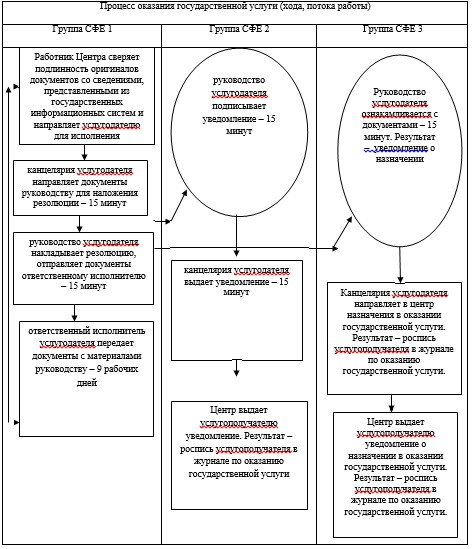 Процесс оказания государственной услуги (хода, потока работы)
Группа СФЕ 1
Группа СФЕ 2
Группа СФЕ 3
Работник Центра сверяет
подлинность оригиналов
документов со сведениями,
представленными из
государственных
информационных систем и
направляет услугодателю
для исполнения
канцелярия услугодателя
направляет документы
руководству для наложения
резолюции – 15 минут
руководство услугодателя
накладывает резолюцию,
отправляет документы
ответственному исполнителю
– 15 минут
ответственный исполнитель
услугодателя передает
документы с материалами
руководству – 9 рабочих
дней
руководство
услугодателя
подписывает
уведомление – 15
минут
канцелярия услугодателя
выдает уведомление – 15
минут
Центр выдает
услугополучателю
уведомление. Результат –
роспись услугополучателя в
журнале по оказанию
государственной услуги
Руководство
услугодателя
ознакамливается с
документами – 15
минут. Результат
– уведомление о
назначении
Канцелярия услугодателя
направляет в центр
назначения в оказании
государственной услуги.
Результат – роспись
услугополучателя в журнале
по оказанию
государственной услуги.
Центр выдает
услугополучателю
уведомление о
назначении в оказании
государственной услуги.
Результат – роспись
услугополучателя в
журнале по оказанию
государственной услуги.